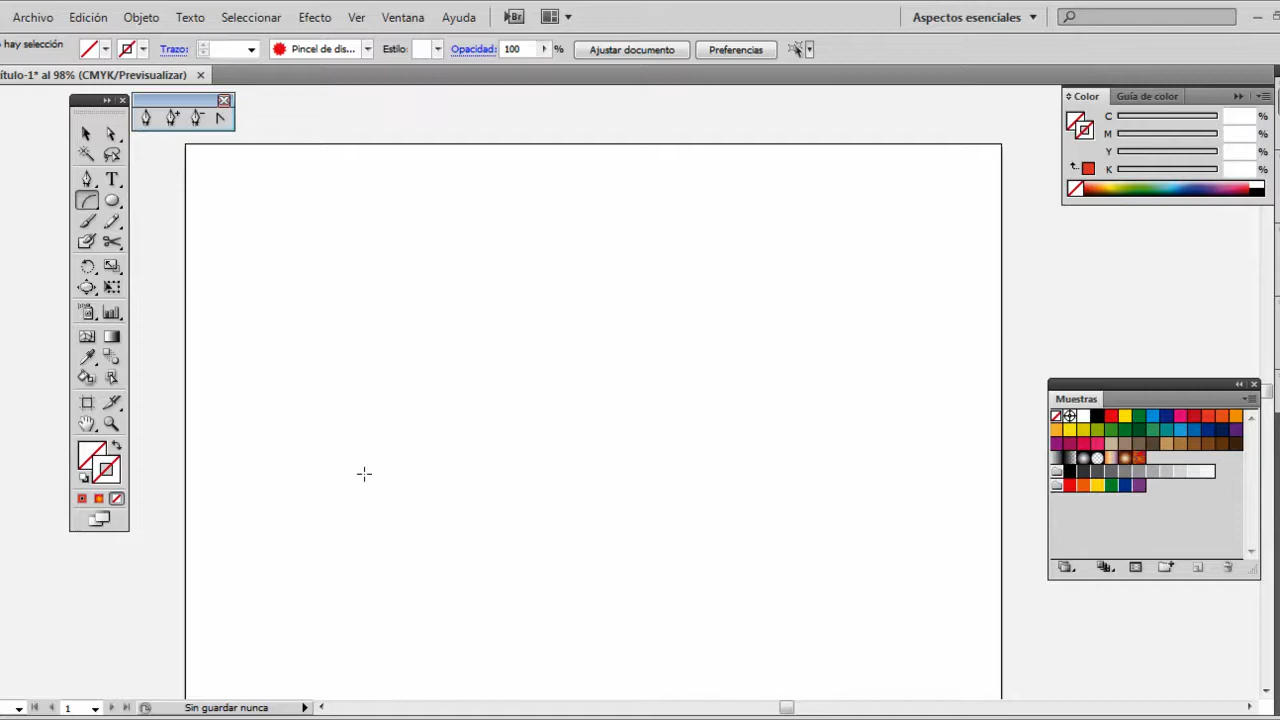 Archivo Edición Objeto Texto Seleccionar Efecto Ver Ventana Ayuda Br Aspectos esenciales
hay selección Trazo: Pincel de dis... Estilo: Opacidad: 100 % Ajustar documento Preferencias
ítulo-1* al 98% (CMYK/Previsualizar)
Color Guía de color
C %
M %
Y %
K %
Muestras
1 Sin guardar nunca